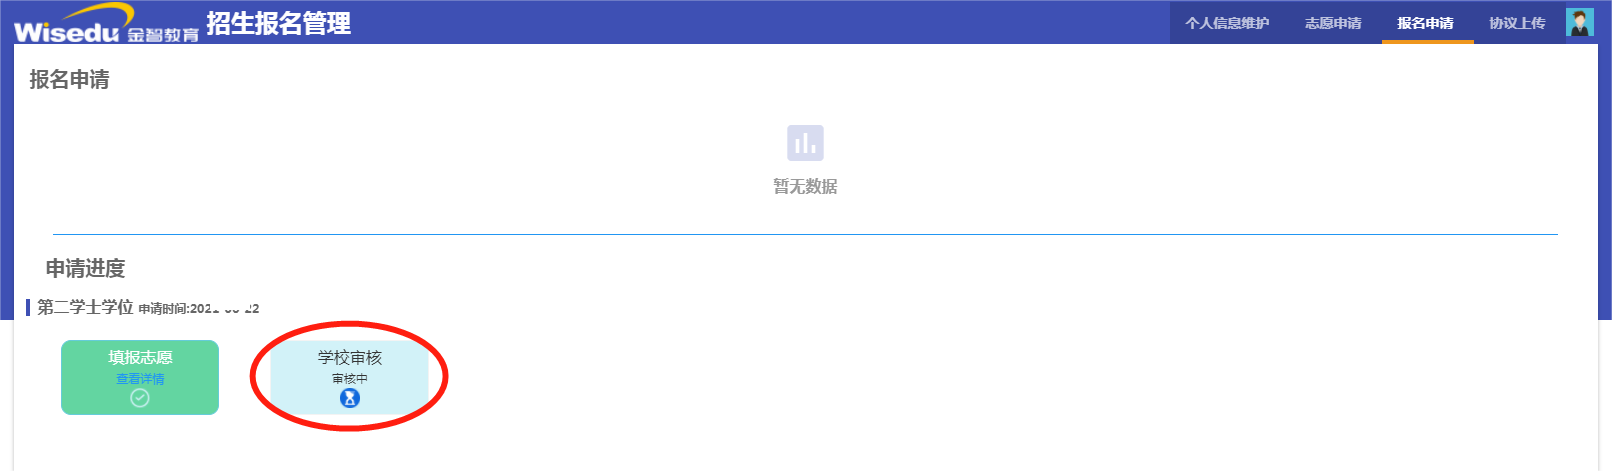 Wisedu 金智教育 招生报名管理 个人信息维护 志愿申请 报名申请 协议上传
报名申请
暂无数据
申请进度
第二学士学位 申请时间:
填报志愿
查看详情
学校审核
审核中